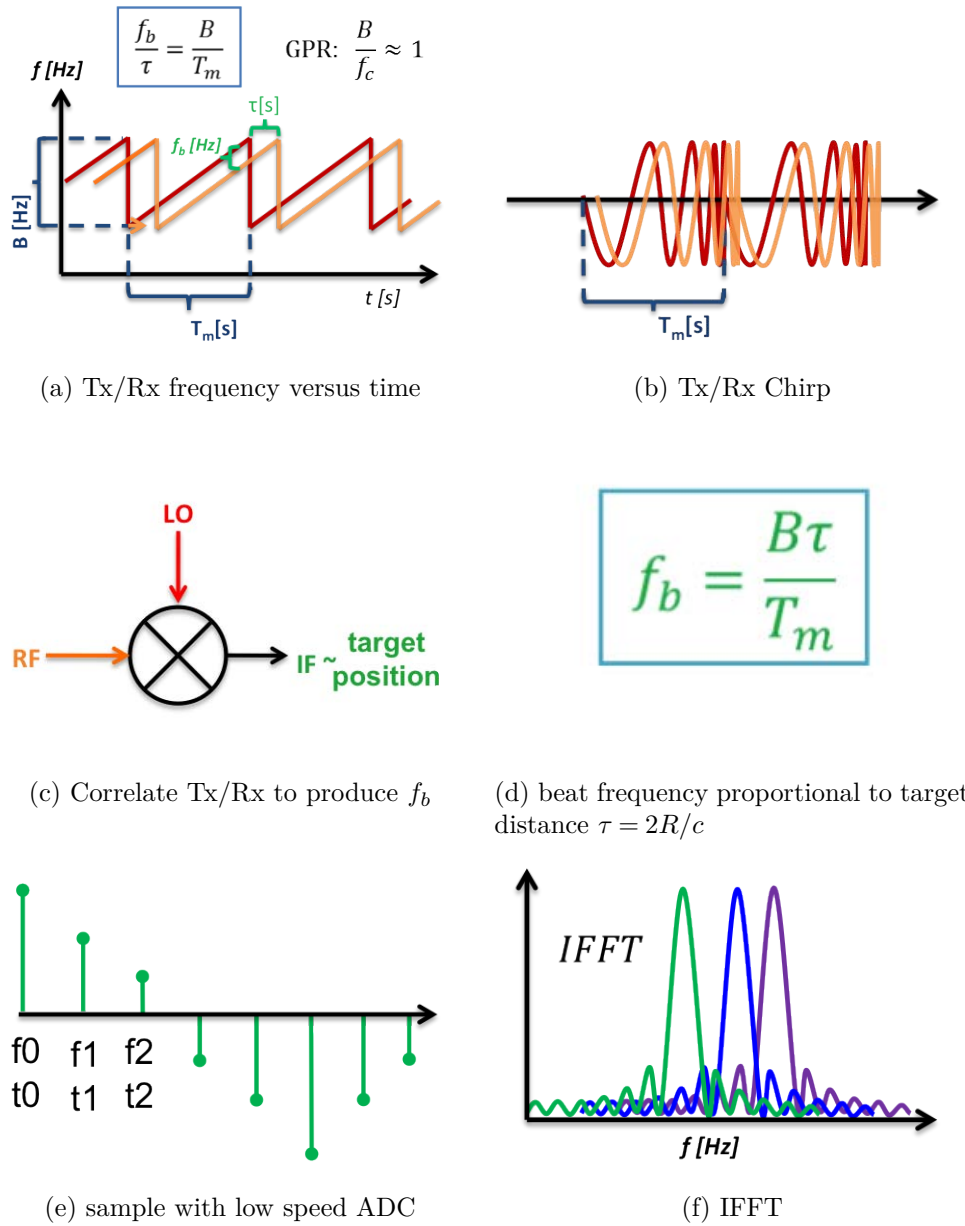 f_b/τ = B/T_m
GPR: B/f_c ≈ 1
f [Hz]
τ[s]
f_b [Hz]
B [Hz]
t [s]
T_m[s]
T_m[s]
(a) Tx/Rx frequency versus time
(b) Tx/Rx Chirp
LO
RF
IF ~ target
position
f_b = Bτ/T_m
(c) Correlate Tx/Rx to produce f_b
(d) beat frequency proportional to target
distance τ = 2R/c
f0 f1 f2
t0 t1 t2
IFFT
f [Hz]
(e) sample with low speed ADC
(f) IFFT